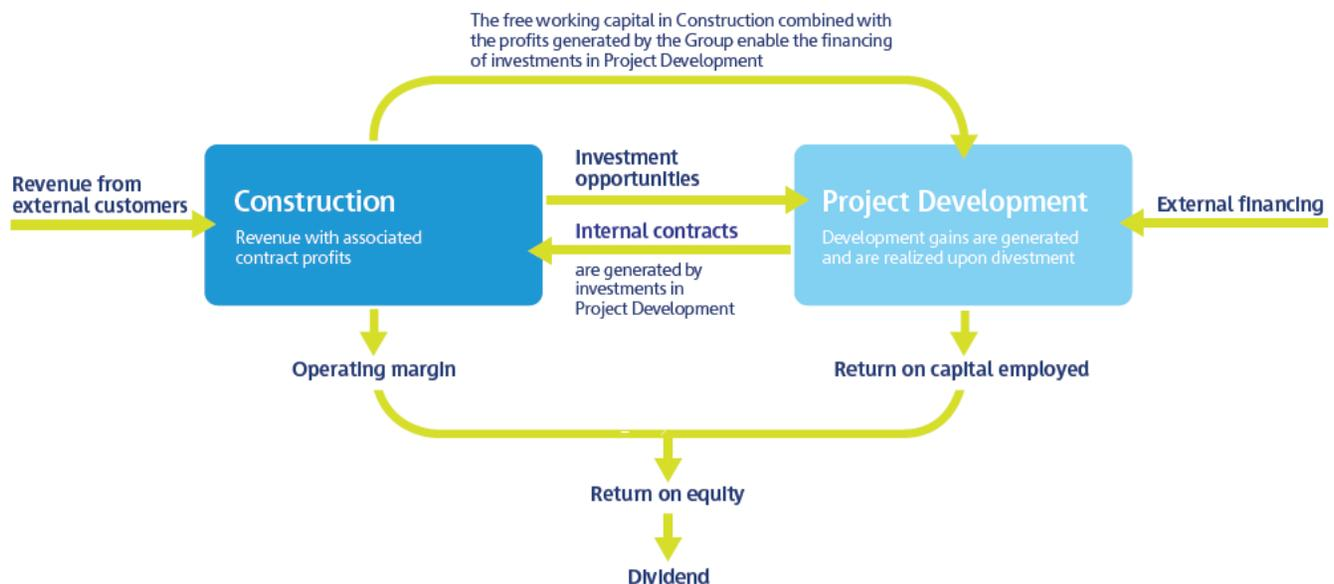 The free working capital in Construction combined with
the profits generated by the Group enable the financing
of investments in Project Development
Revenue from
external customers
Construction
Revenue with associated
contract profits
Investment
opportunities
Internal contracts
are generated by
investments in
Project Development
Project Development
Development gains are generated
and are realized upon divestment
External financing
Operating margin
Return on capital employed
Return on equity
Dividend